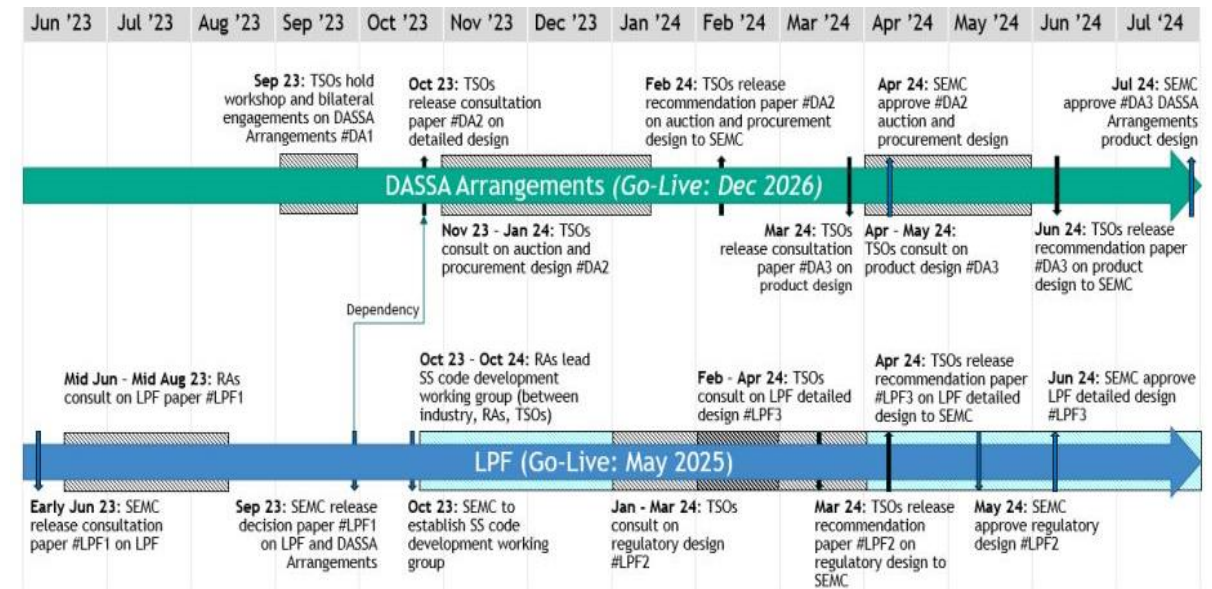 Jun ’23 Jul ’23 Aug ’23 Sep ’23 Oct ’23 Nov ’23 Dec ’23 Jan ’24 Feb ’24 Mar ’24 Apr ’24 May ’24 Jun ’24 Jul ‘24
Sep 23: TSOs hold
workshop and bilateral
engagements on DASSA
Arrangements #DA1
Oct 23: TSOs
release consultation
paper #DA2 on
detailed design
Feb 24: TSOs release
recommendation paper #DA2
on auction and procurement
design to SEMC
Apr 24: SEMC
approve #DA2
auction and
procurement design
Jul 24: SEMC
approve #DA3 DASSA
Arrangements
product design
DASSA Arrangements (Go-Live: Dec 2026)
Nov 23 - Jan 24: TSOs
consult on auction and
procurement design #DA2
Mar 24: TSOs
release consultation
paper #DA3 on
product design
Apr - May 24:
TSOs consult on
product design #DA3
Jun 24: TSOs release
recommendation paper
#DA3 on product
design to SEMC
Dependency
Mid Jun - Mid Aug 23: RAs
consult on LPF paper #LPF1
Oct 23 - Oct 24: RAs lead
SS code development
working group (between
industry, RAs, TSOs)
Feb - Apr 24: TSOs
consult on LPF detailed
design #LPF3
Apr 24: TSOs release
recommendation paper
#LPF3 on LPF detailed
design to SEMC
Jun 24: SEMC approve
LPF detailed design
#LPF3
LPF (Go-Live: May 2025)
Early Jun 23: SEMC
release consultation
paper #LPF1 on LPF
Sep 23: SEMC release
decision paper #LPF1
on LPF and DASSA
Arrangements
Oct 23: SEMC to
establish SS code
development working
group
Jan - Mar 24: TSOs
consult on
regulatory design
#LPF2
Mar 24: TSOs release
recommendation
paper #LPF2 on
regulatory design to
SEMC
May 24: SEMC
approve regulatory
design #LPF2